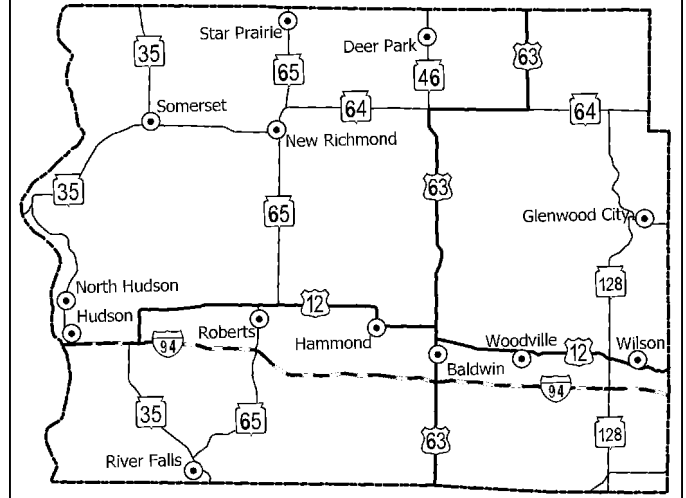 Star Prairie
Deer Park
35
65
46
63
Somerset
64
64
New Richmond
35
63
65
Glenwood City
North Hudson
128
12
Hudson
Roberts
Hammond
Woodville
12
Wilson
94
Baldwin
94
35
65
63
128
River Falls